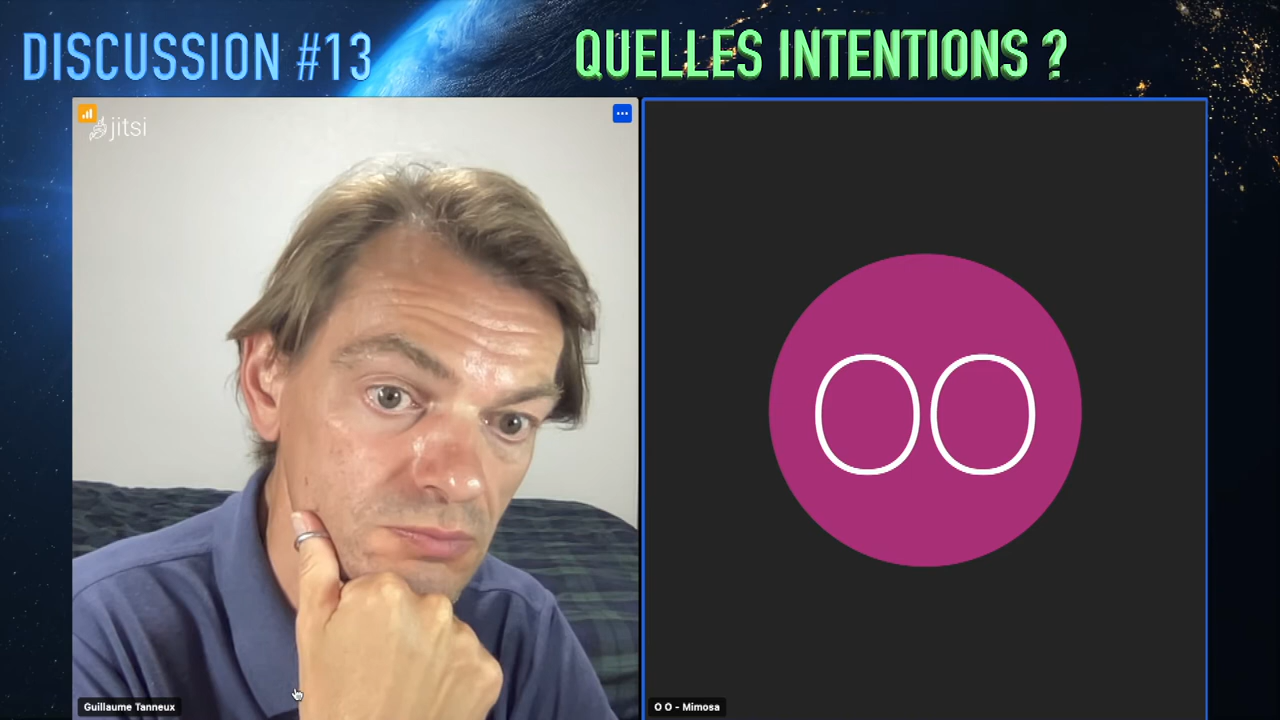 DISCUSSION #13
QUELLES INTENTIONS ?
jitsi
OO
Guillaume Tanneux
O O - Mimosa